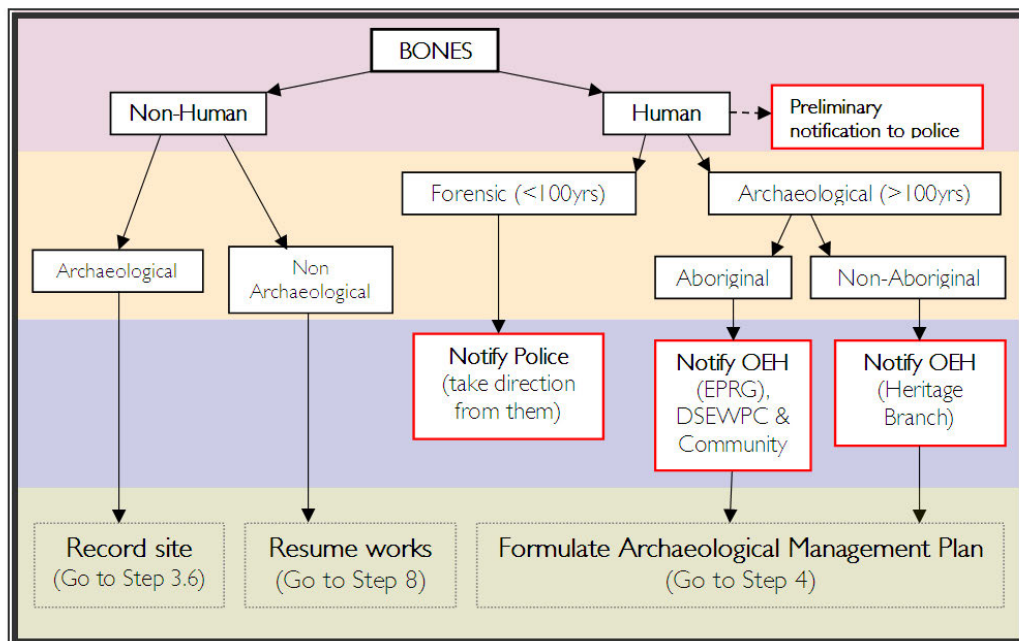 BONES
Non-Human
Human
Preliminary
notification to police
Forensic (<100yrs)
Archaeological (>100yrs)
Archaeological
Non
Archaeological
Aboriginal
Non-Aboriginal
Notify Police
(take direction
from them)
Notify OEH
(EPRG),
DSEWPC &
Community
Notify OEH
(Heritage
Branch)
Record site
(Go to Step 3.6)
Resume works
(Go to Step 8)
Formulate Archaeological Management Plan
(Go to Step 4)